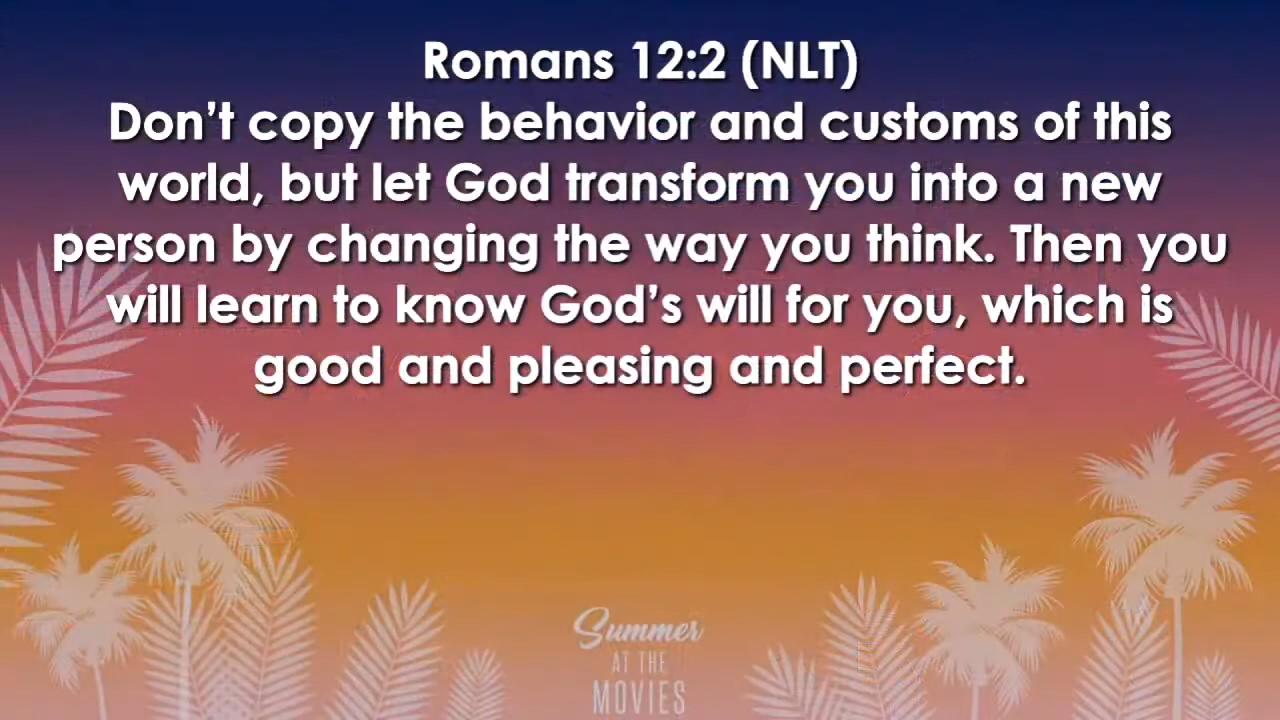 Romans 12:2 (NLT)
Don’t copy the behavior and customs of this
world, but let God transform you into a new
person by changing the way you think. Then you
will learn to know God’s will for you, which is
good and pleasing and perfect.
Summer
AT THE
MOVIES